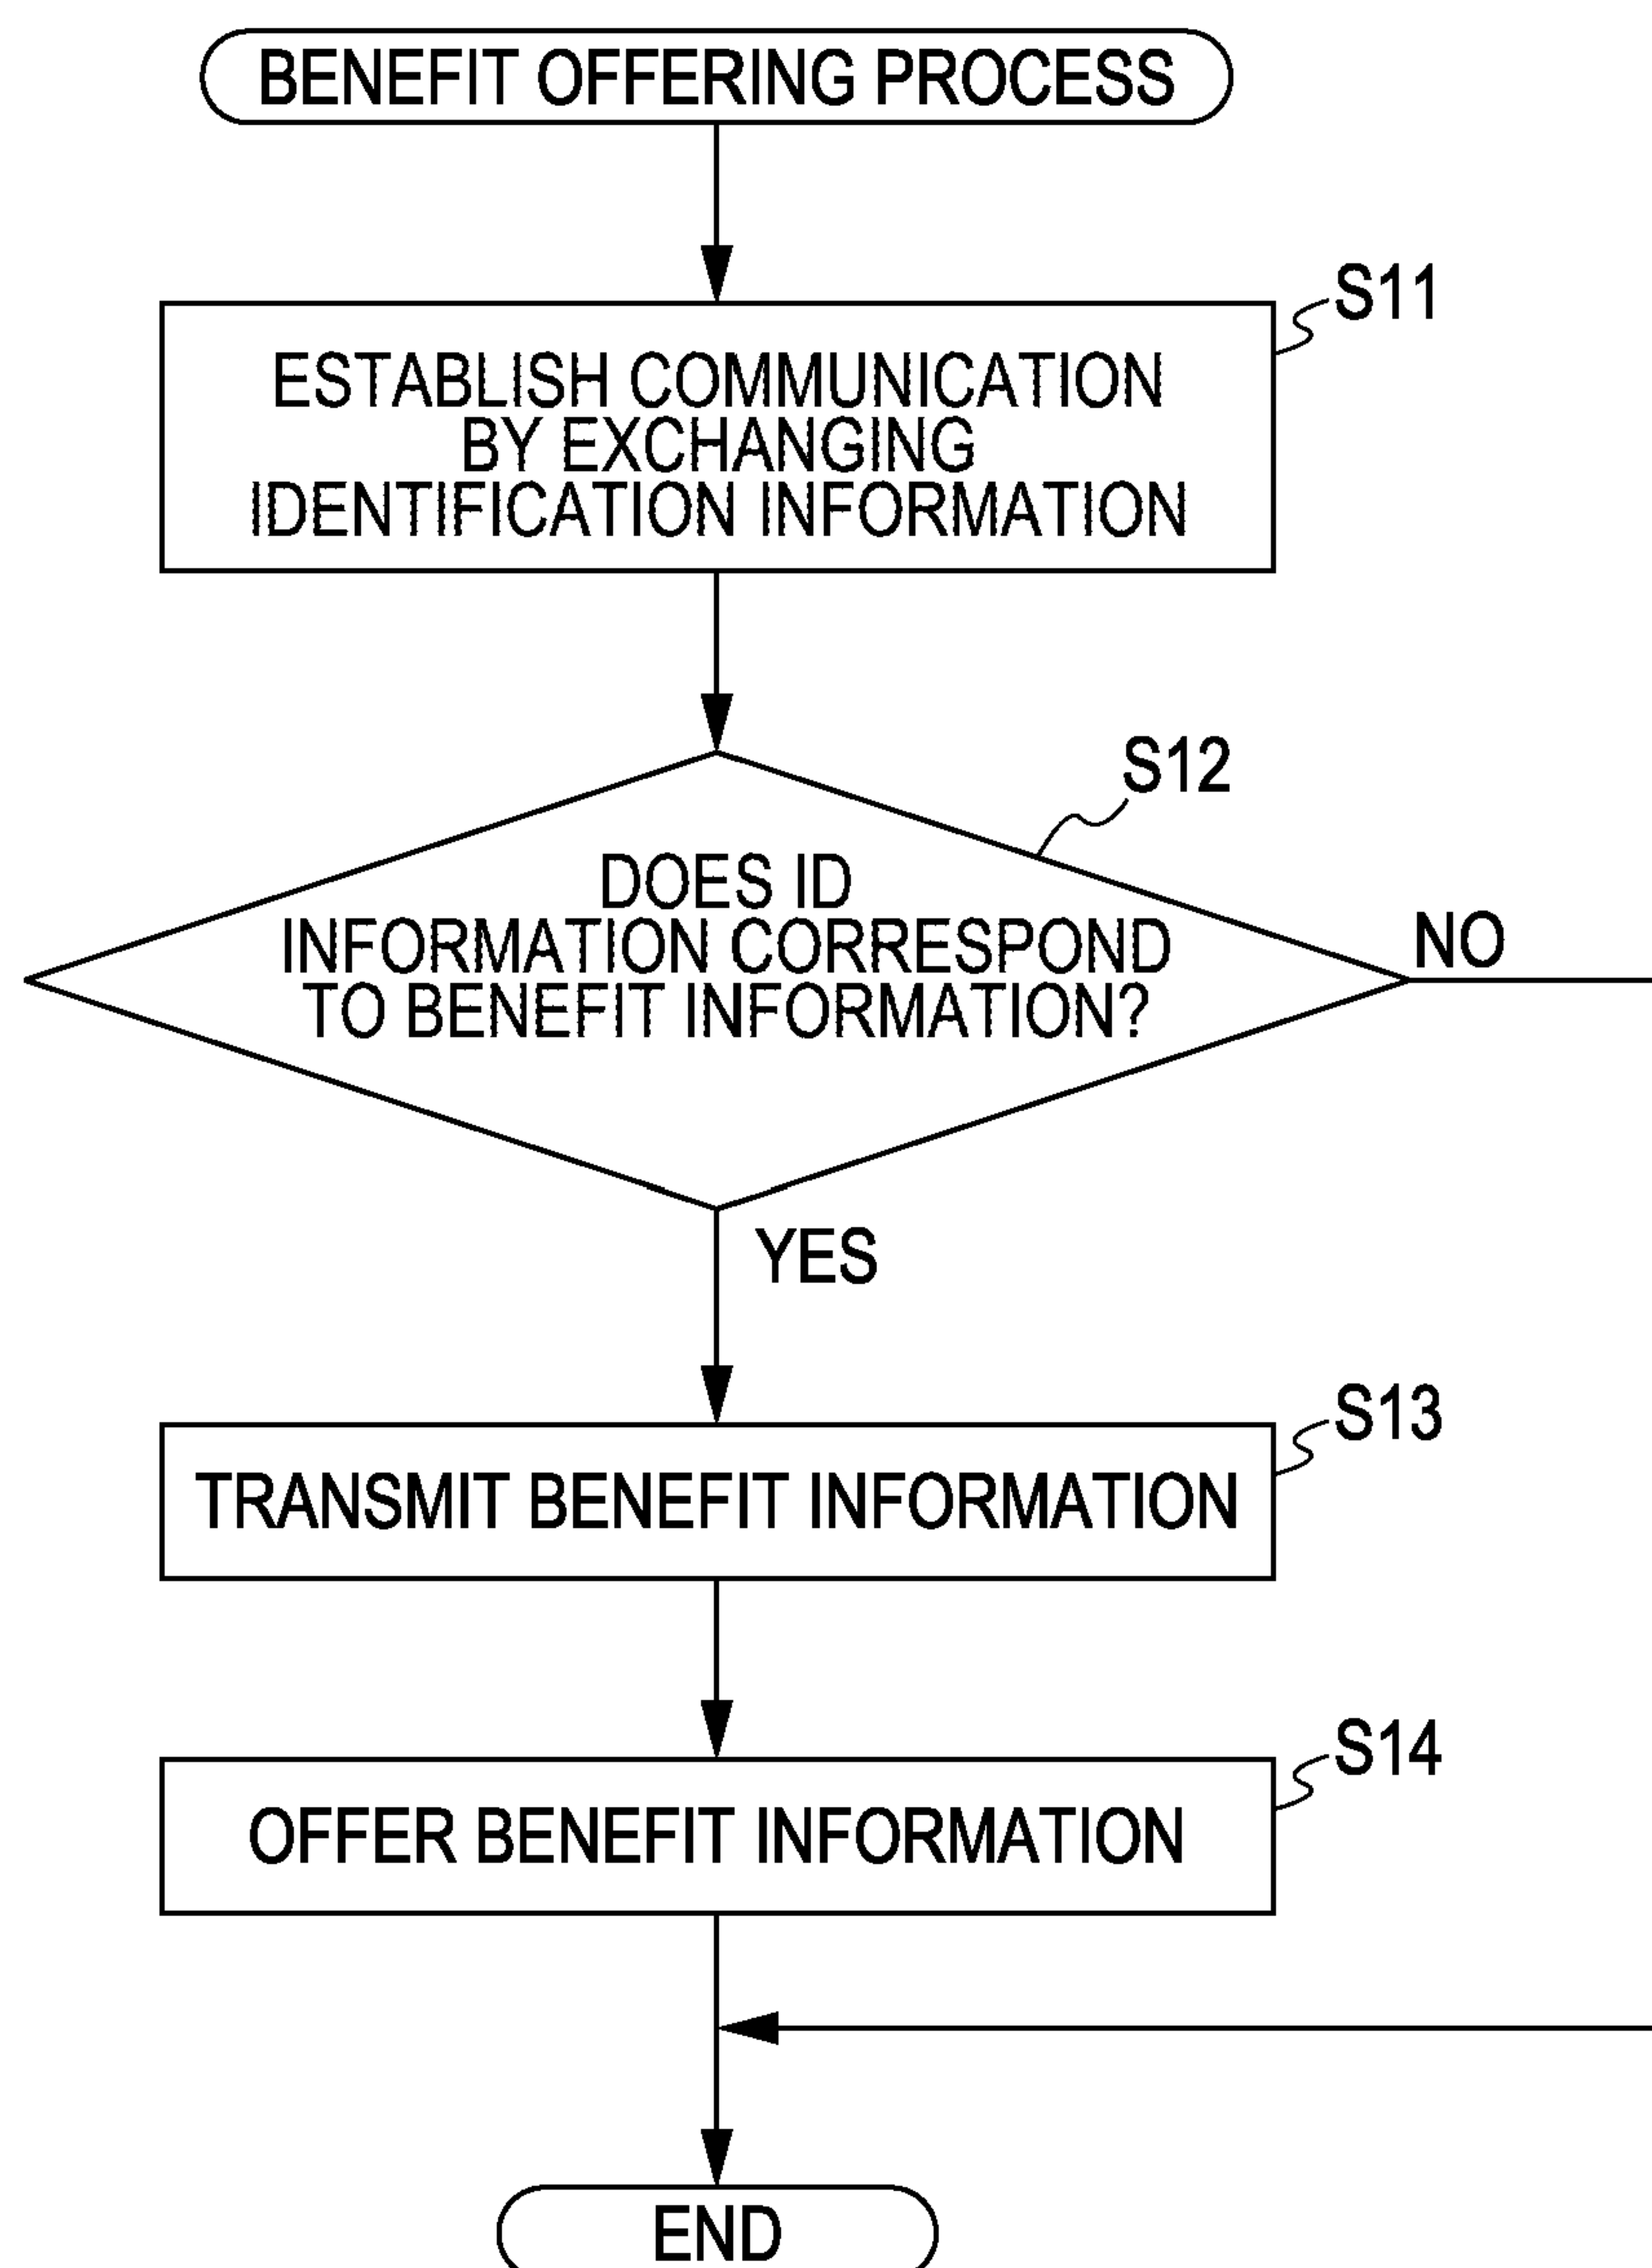 BENEFIT OFFERING PROCESS
S11
ESTABLISH COMMUNICATION
BY EXCHANGING
IDENTIFICATION INFORMATION
S12
DOES ID
INFORMATION CORRESPOND
TO BENEFIT INFORMATION?
NO
YES
S13
TRANSMIT BENEFIT INFORMATION
S14
OFFER BENEFIT INFORMATION
END